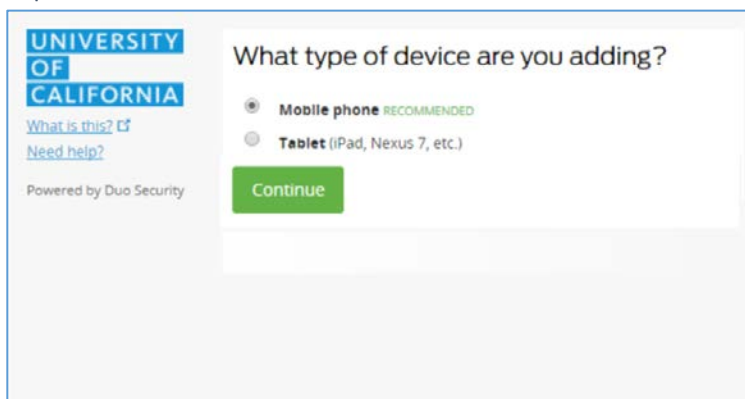 UNIVERSITY
OF
CALIFORNIA
What is this?
Need help?
Powered by Duo Security
What type of device are you adding?
Mobile phone RECOMMENDED
Tablet (iPad, Nexus 7, etc.)
Continue